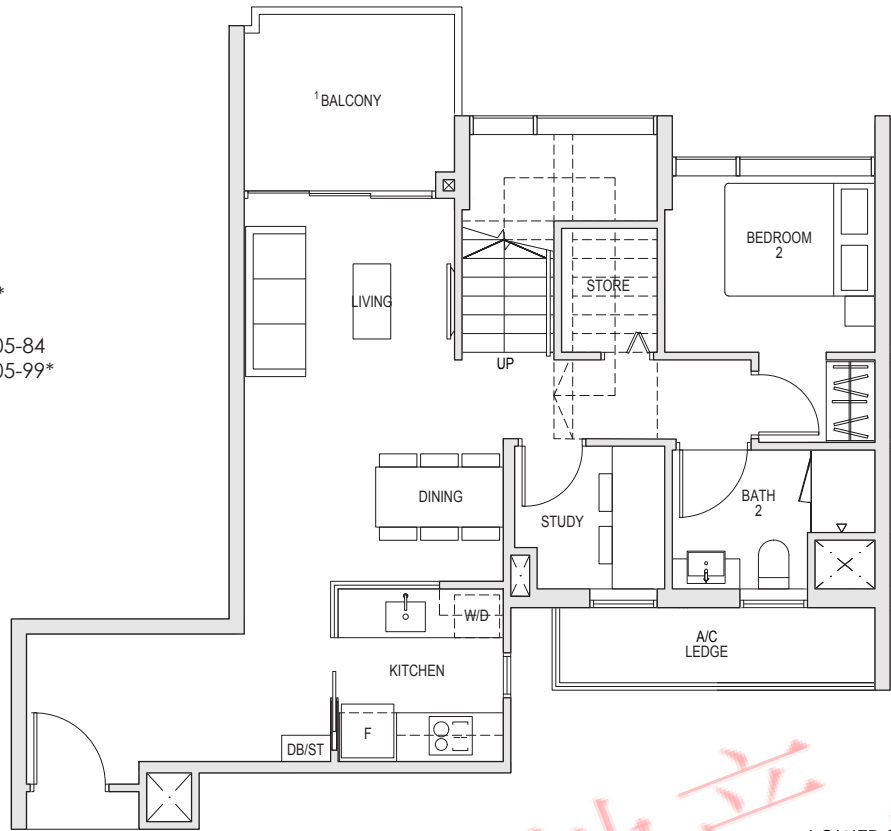 ¹ BALCONY
BEDROOM
2
*
STORE
LIVING
05-84
UP
05-99*
DINING
BATH
2
STUDY
W/D
A/C
LEDGE
KITCHEN
F
DB/ST